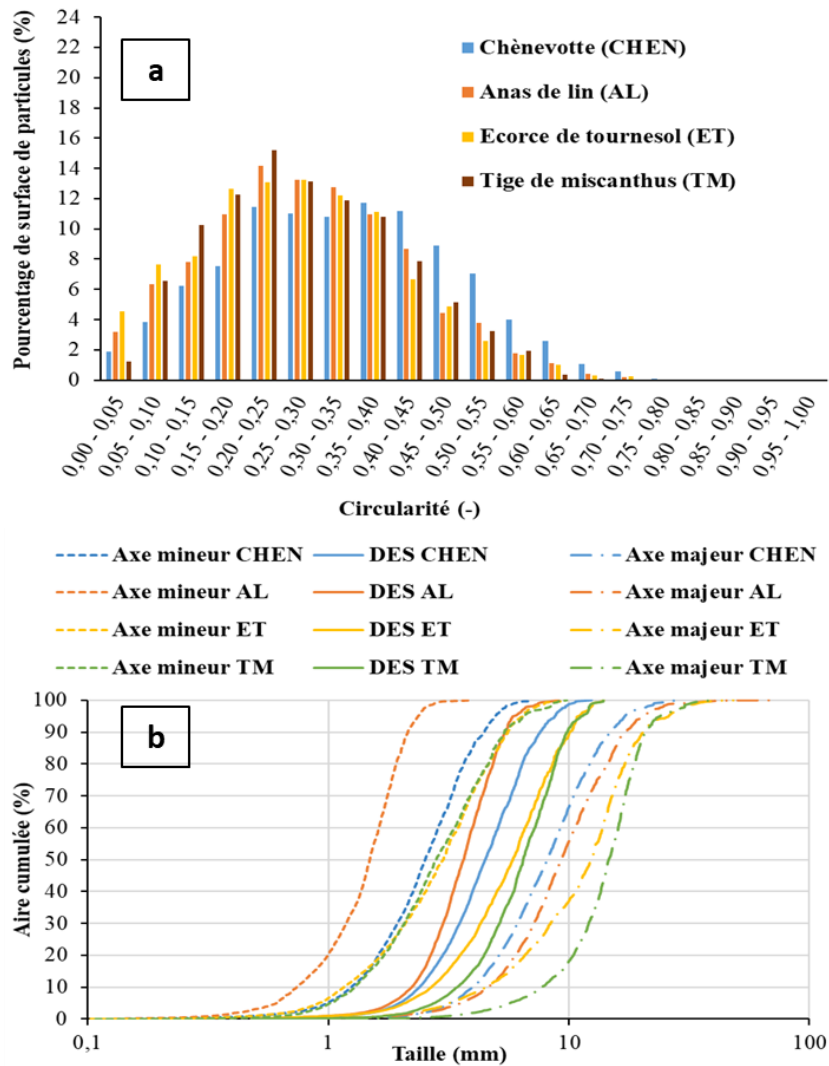 a
Pourcentage de surface de particules (%)
24
22
20
18
16
14
12
10
8
6
4
2
0
Chènevotte (CHEN)
Anas de lin (AL)
Ecorce de tournesol (ET)
Tige de miscanthus (TM)
0,00 - 0,05
0,05 - 0,10
0,10 - 0,15
0,15 - 0,20
0,20 - 0,25
0,25 - 0,30
0,30 - 0,35
0,35 - 0,40
0,40 - 0,45
0,45 - 0,50
0,50 - 0,55
0,55 - 0,60
0,60 - 0,65
0,65 - 0,70
0,70 - 0,75
0,75 - 0,80
0,80 - 0,85
0,85 - 0,90
0,90 - 0,95
0,95 - 1,00
Circularité (-)
Axe mineur CHEN DES CHEN Axe majeur CHEN
Axe mineur AL DES AL Axe majeur AL
Axe mineur ET DES ET Axe majeur ET
Axe mineur TM DES TM Axe majeur TM
b
Aire cumulée (%)
100
90
80
70
60
50
40
30
20
10
0
0,1 1 10 100
Taille (mm)